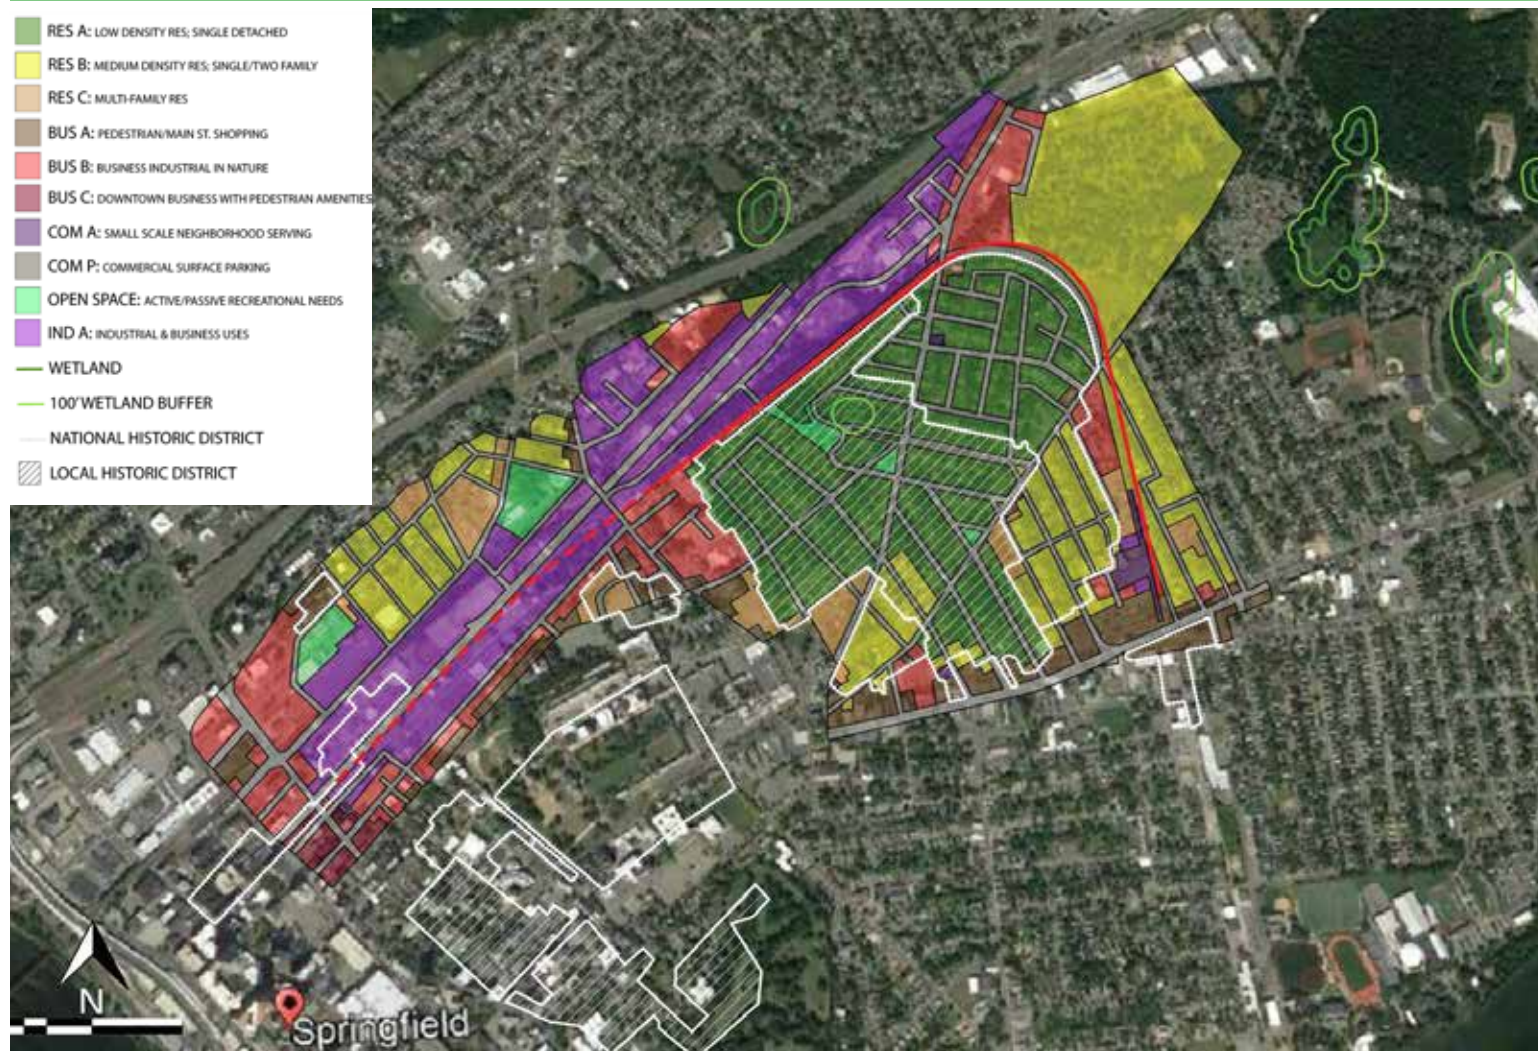 RES A: LOW DENSITY RES; SINGLE DETACHED
RES B: MEDIUM DENSITY RES; SINGLE/TWO FAMILY
RES C: MULTI-FAMILY RES
BUS A: PEDESTRIAN/MAIN ST. SHOPPING
BUS B: BUSINESS INDUSTRIAL IN NATURE
BUS C: DOWNTOWN BUSINESS WITH PEDESTRIAN AMENITIES
COM A: SMALL SCALE NEIGHBORHOOD SERVING
COM P: COMMERCIAL SURFACE PARKING
OPEN SPACE: ACTIVE/PASSIVE RECREATIONAL NEEDS
IND A: INDUSTRIAL & BUSINESS USES
WETLAND
100' WETLAND BUFFER
NATIONAL HISTORIC DISTRICT
LOCAL HISTORIC DISTRICT
N
Springfield